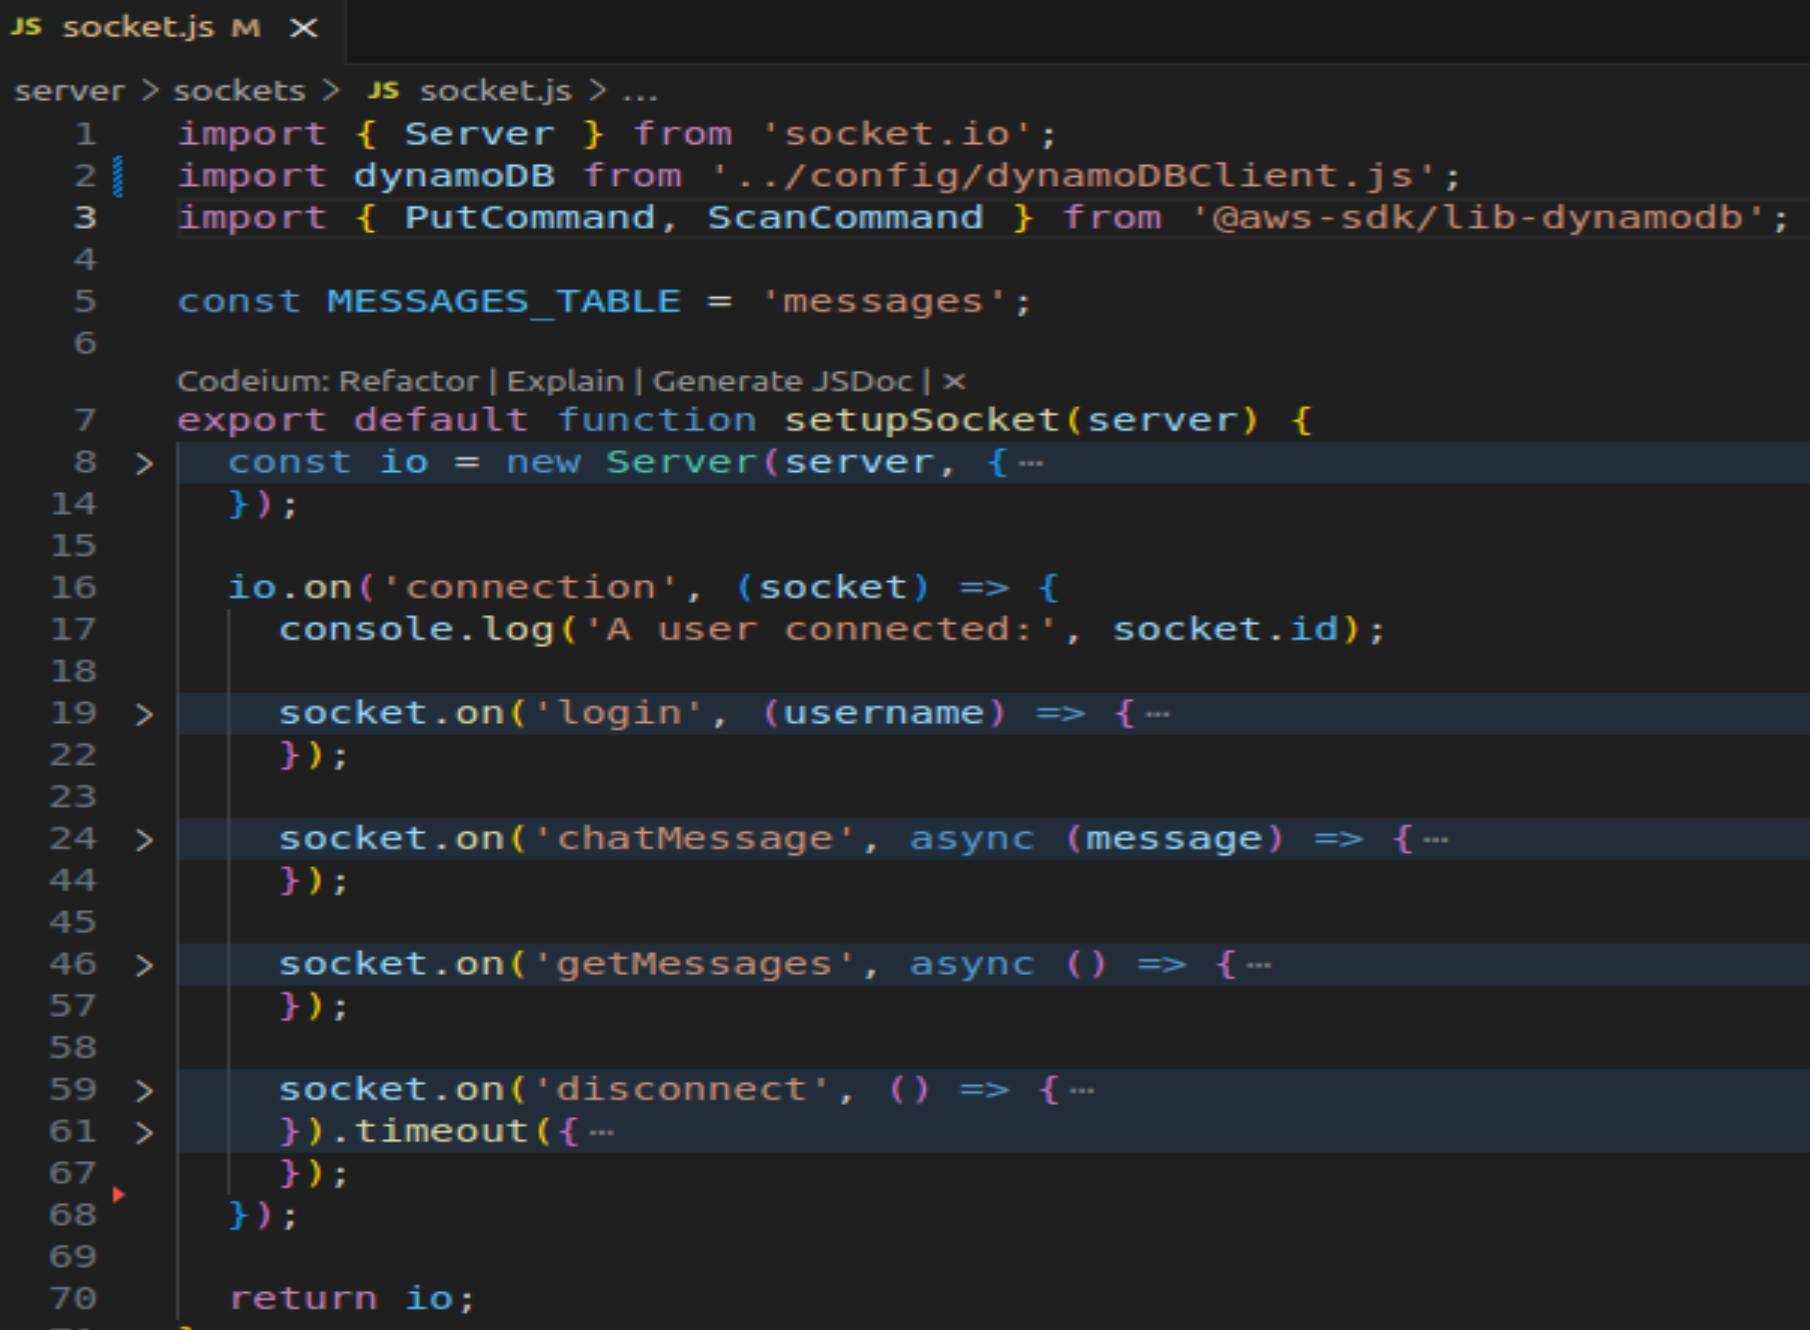 JS socket.js M ×
server > sockets > JS socket.js > ...
1 import { Server } from 'socket.io';
2 import dynamoDB from '../config/dynamoDBClient.js';
3 import { PutCommand, ScanCommand } from '@aws-sdk/lib-dynamodb';
4
5 const MESSAGES_TABLE = 'messages';
6
Codeium: Refactor | Explain | Generate JSDoc | ×
7 export default function setupSocket(server) {
8 > const io = new Server(server, { ...
14 });
15
16 io.on('connection', (socket) => {
17 console.log('A user connected:', socket.id);
18
19 > socket.on('login', (username) => { ...
22 });
23
24 > socket.on('chatMessage', async (message) => { ...
44 });
45
46 > socket.on('getMessages', async () => { ...
57 });
58
59 > socket.on('disconnect', () => { ...
61 > }).timeout({ ...
67 });
68 });
69
70 return io;